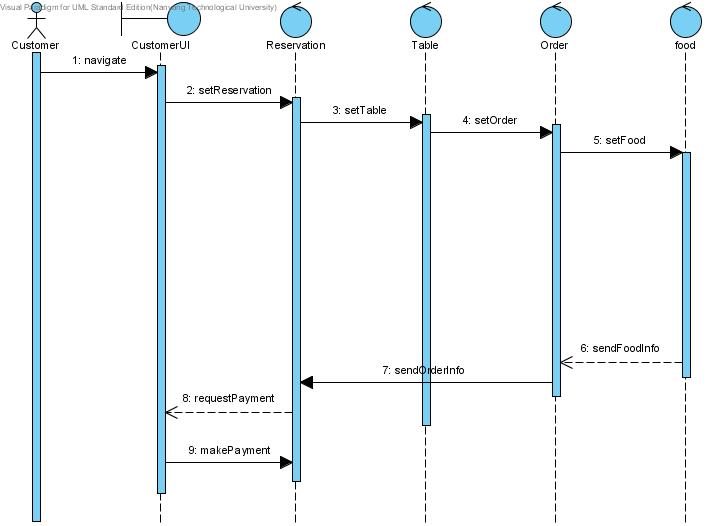 Visual Paradigm for UML Standard Edition(Nanyang Technological University)
Customer
CustomerUI
Reservation
Table
Order
food
1: navigate
2: setReservation
3: setTable
4: setOrder
5: setFood
6: sendFoodInfo
7: sendOrderInfo
8: requestPayment
9: makePayment